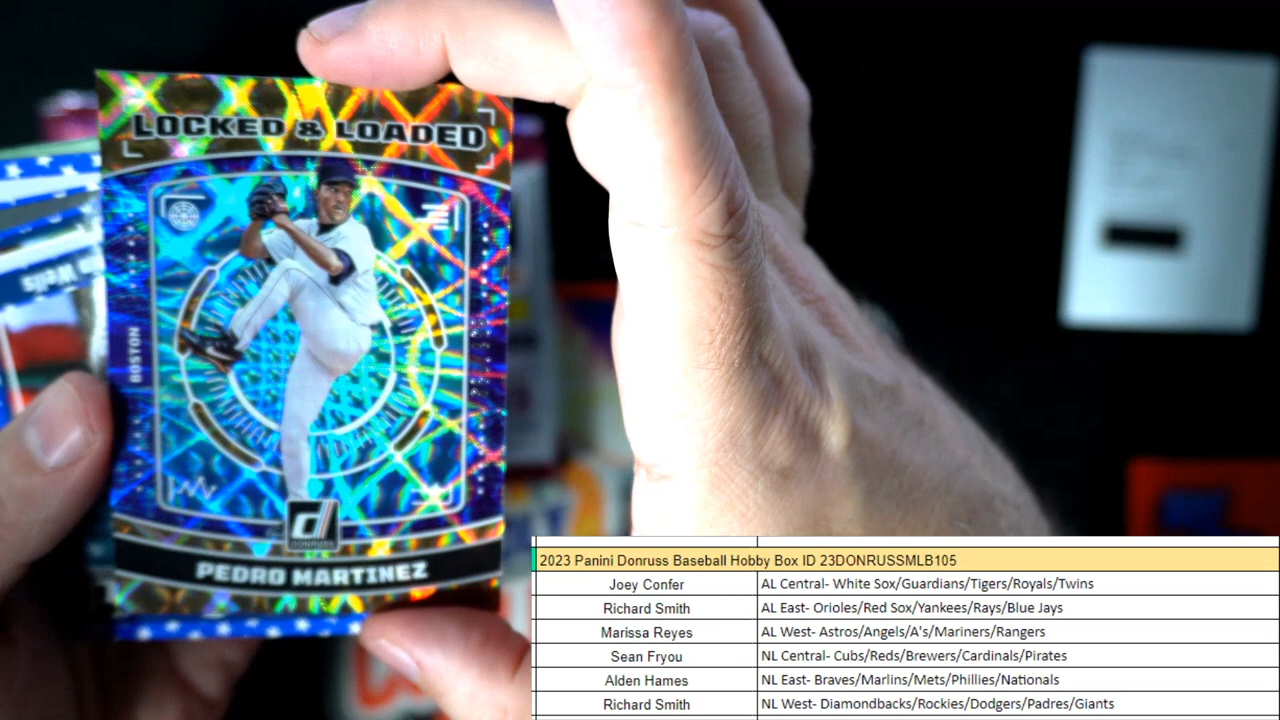 LOCKED & LOADED
BOSTON
DONRUSS
PEDRO MARTINEZ
Wells
2023 Panini Donruss Baseball Hobby Box ID 23DONRUSSMLB105
Joey Confer AL Central- White Sox/Guardians/Tigers/Royals/Twins
Richard Smith AL East- Orioles/Red Sox/Yankees/Rays/Blue Jays
Marissa Reyes AL West- Astros/Angels/A's/Mariners/Rangers
Sean Fryou NL Central- Cubs/Reds/Brewers/Cardinals/Pirates
Alden Hames NL East- Braves/Marlins/Mets/Phillies/Nationals
Richard Smith NL West- Diamondbacks/Rockies/Dodgers/Padres/Giants